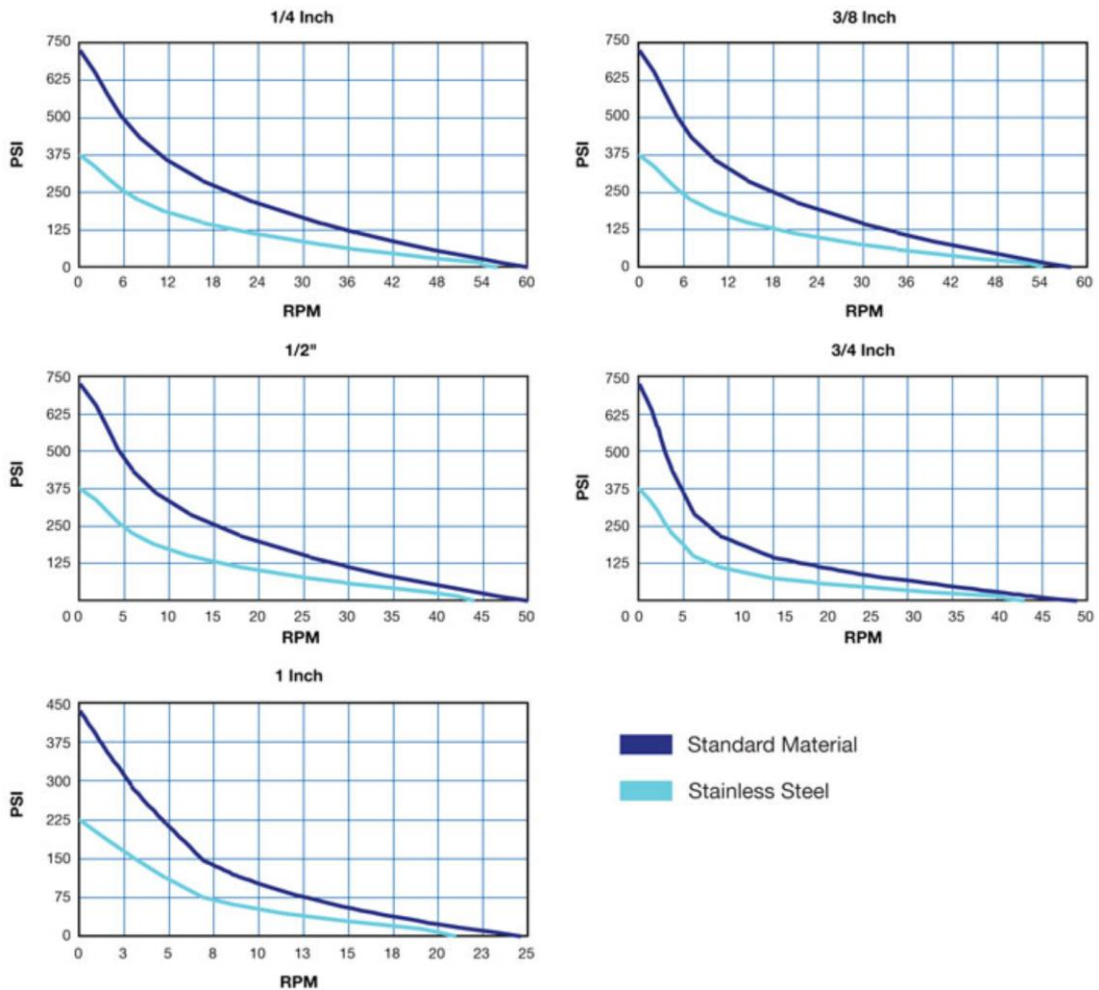 1/4 Inch
PSI
750
625
500
375
250
125
0
0 6 12 18 24 30 36 42 48 54 60
RPM
3/8 Inch
PSI
750
625
500
375
250
125
0
0 6 12 18 24 30 36 42 48 54 60
RPM
1/2"
PSI
750
625
500
375
250
125
0 0 5 10 15 20 25 30 35 40 45 50
RPM
3/4 Inch
PSI
750
625
500
375
250
125
0 0 5 10 15 20 25 30 35 40 45 50
RPM
1 Inch
PSI
450
375
300
225
150
75
0
0 3 5 8 10 13 15 18 20 23 25
RPM
Standard Material
Stainless Steel